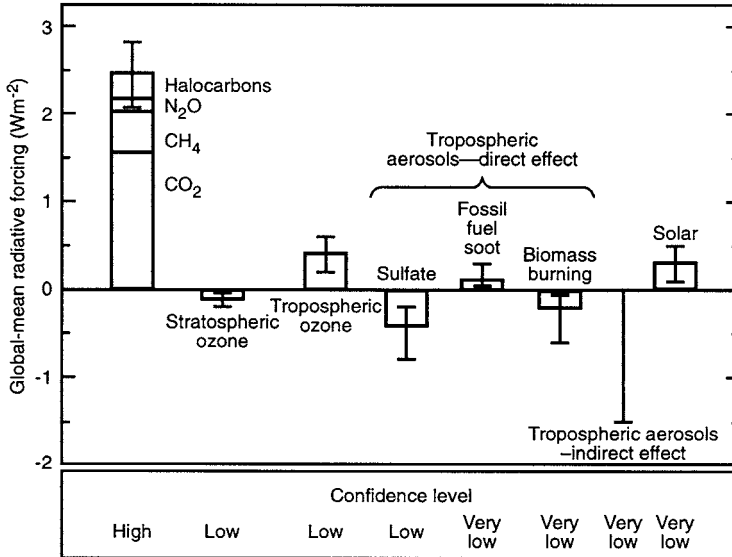 Global-mean radiative forcing (Wm-2)
3
2
1
0
-1
-2
Halocarbons
N2O
CH4
CO2
Stratospheric
ozone
Tropospheric
ozone
Tropospheric
aerosols—direct effect
Sulfate
Fossil
fuel
soot
Biomass
burning
Tropospheric aerosols
–indirect effect
Solar
Confidence level
High
Low
Low
Low
Very
low
Very
low
Very
low
Very
low